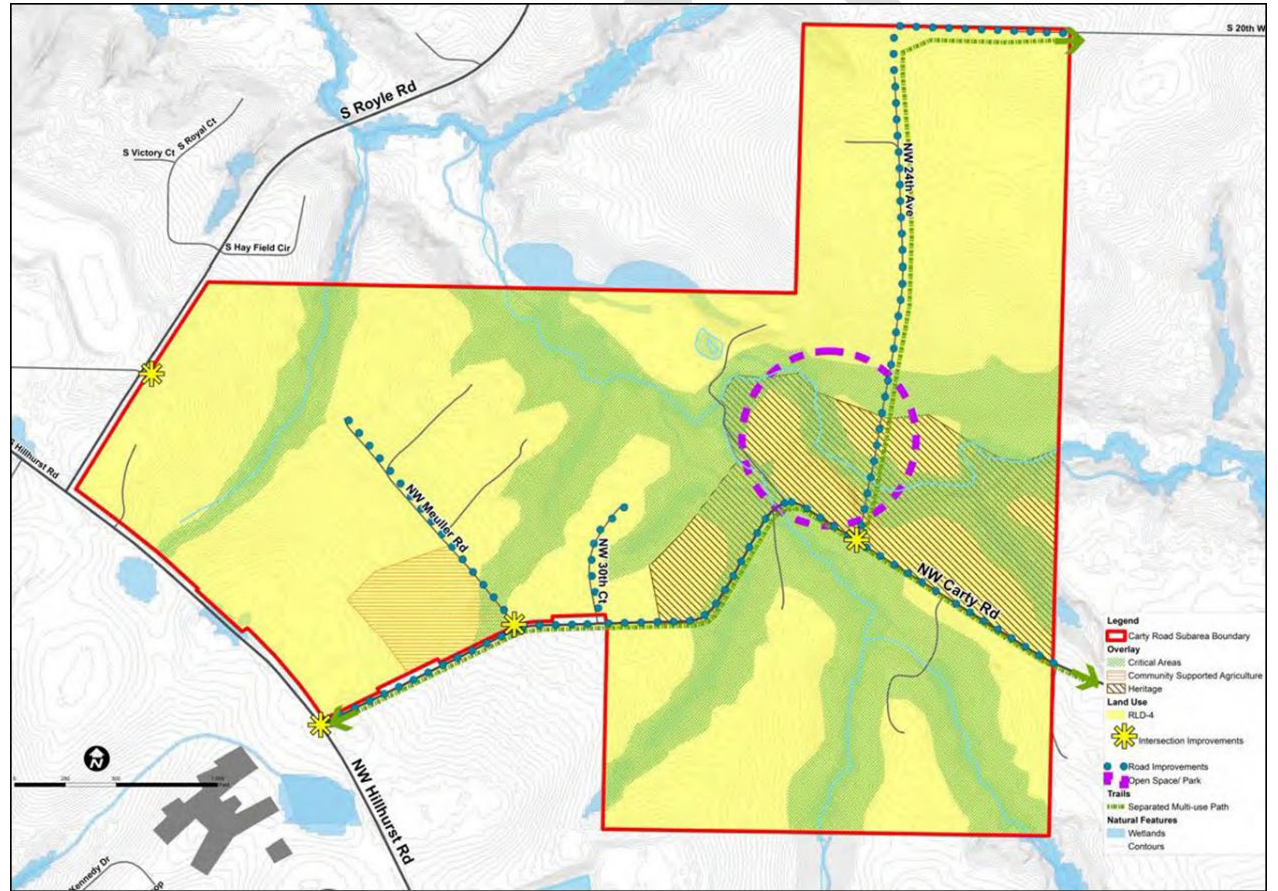 S 20th W
S Royle Rd
S Royal Ct
S Victory Ct
S Hay Field Cir
NW 24th Ave
S Hillhurst Rd
NW Meuller Rd
NW 30th Ct
NW Carty Rd
NW Hillhurst Rd
Kennedy Dr
N
0
500
Legend
Carty Road Subarea Boundary
Overlay
Critical Areas
Community Supported Agriculture
Heritage
Land Use
RLD-4
Intersection Improvements
Road Improvements
Open Space/ Park
Trails
Separated Multi-use Path
Natural Features
Wetlands
Contours